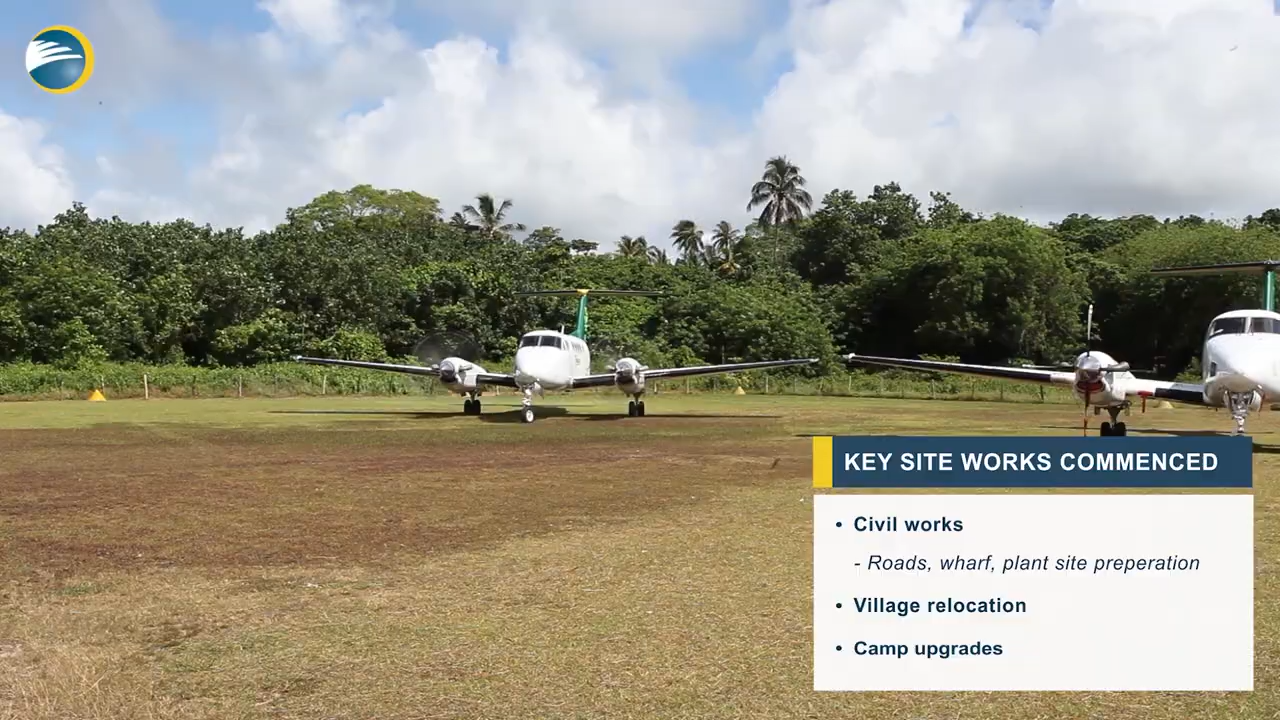 KEY SITE WORKS COMMENCED
• Civil works
- Roads, wharf, plant site preperation
• Village relocation
• Camp upgrades